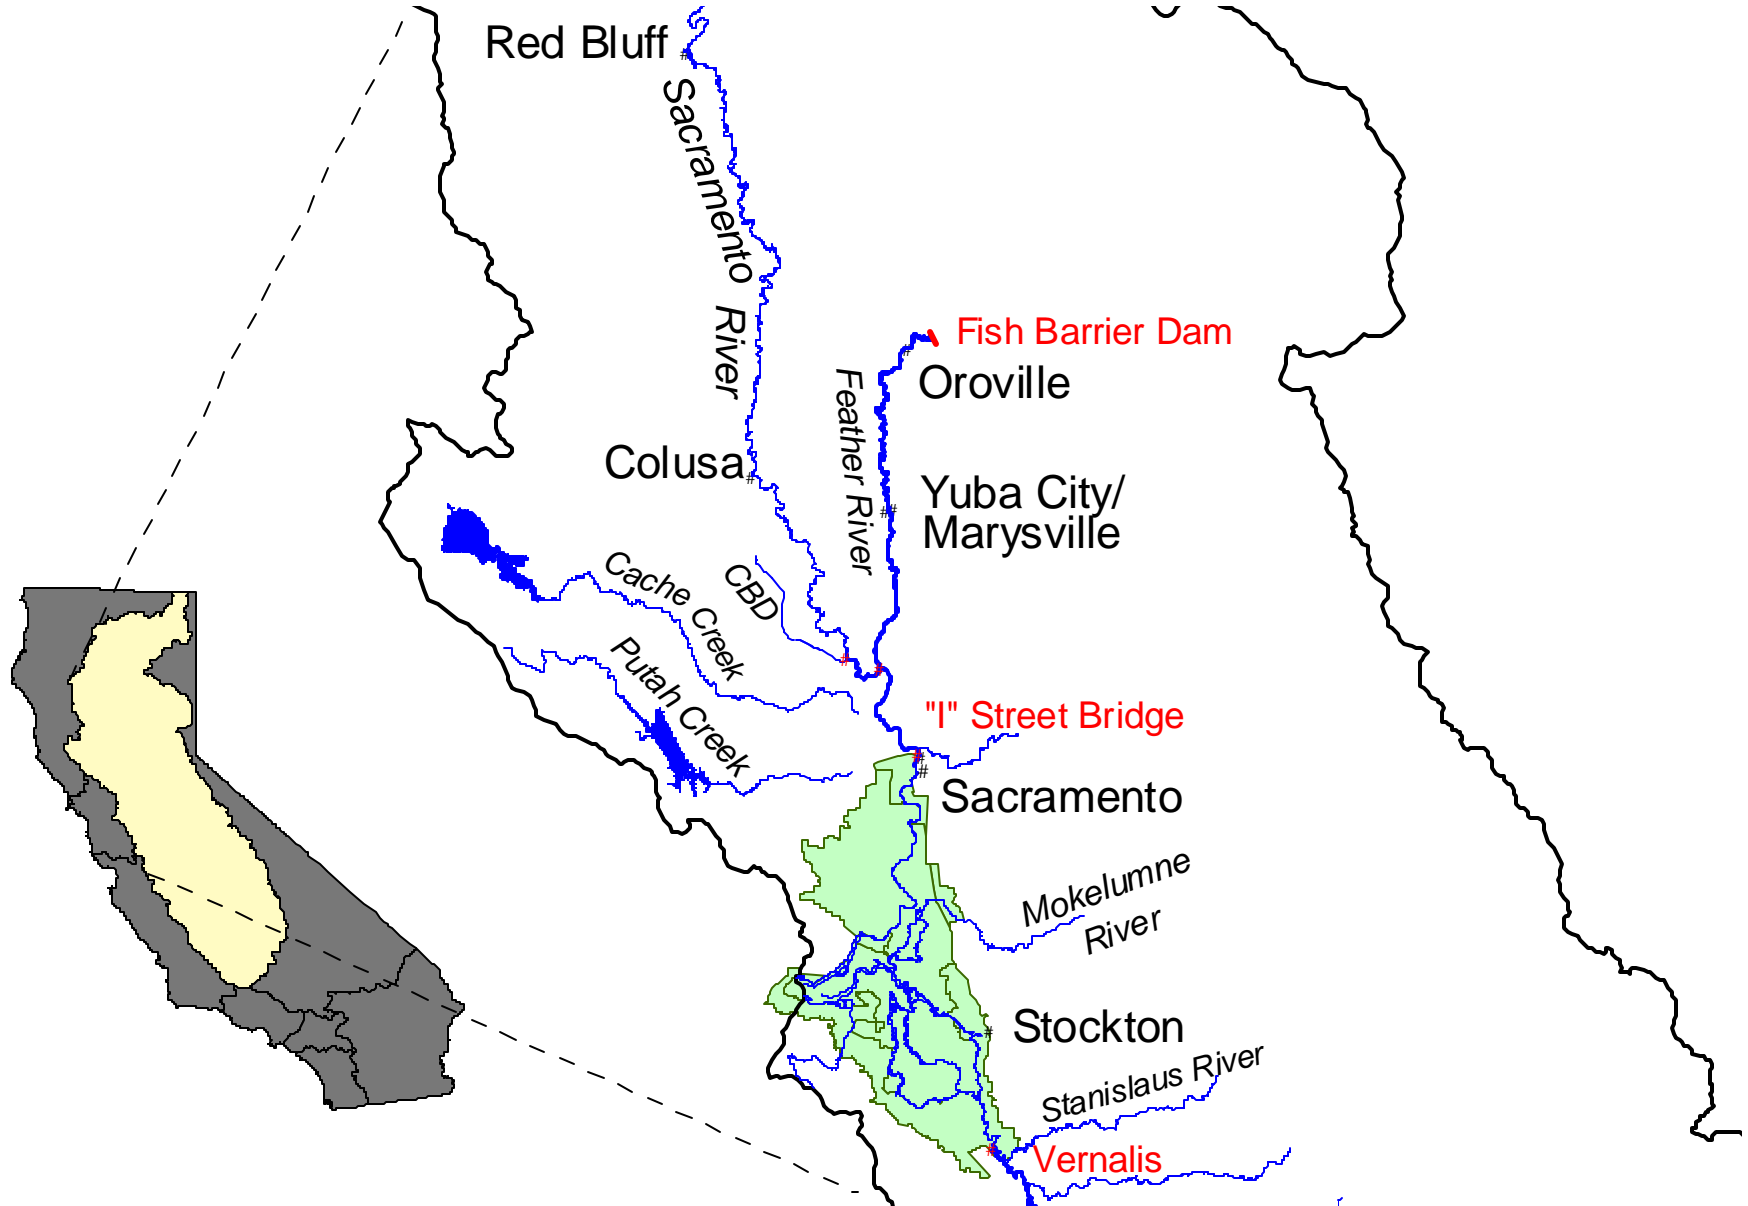 Red Bluff
Sacramento River
Fish Barrier Dam
Oroville
Feather River
Colusa
Yuba City/
Marysville
Cache Creek
CBD
Putah Creek
"I" Street Bridge
Sacramento
Mokelumne
River
Stockton
Stanislaus River
Vernalis